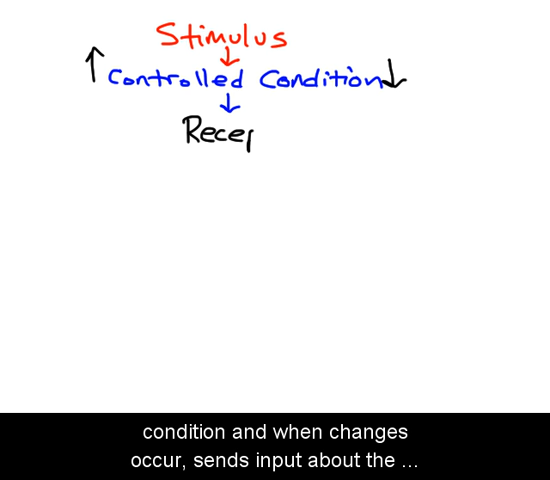 Stimulus
↓
↑ Controlled Condition ↓
↓
Recep
condition and when changes
occur, sends input about the ...